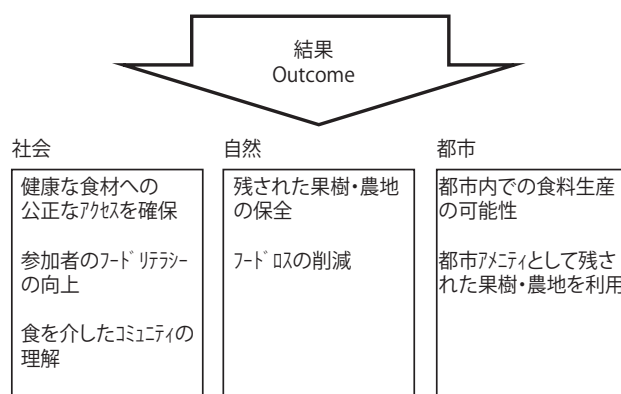 結果
Outcome
社会
自然
都市
健康な食材への
公正なｱｸｾｽを確保
参加者のﾌｰﾄﾞﾘﾃﾗｼｰ
の向上
食を介したｺﾐｭﾆﾃｨの
理解
残された果樹・農地
の保全
ﾌｰﾄﾞﾛｽの削減
都市内での食料生産
の可能性
都市ｱﾒﾆﾃｨとして残さ
れた果樹・農地を利用